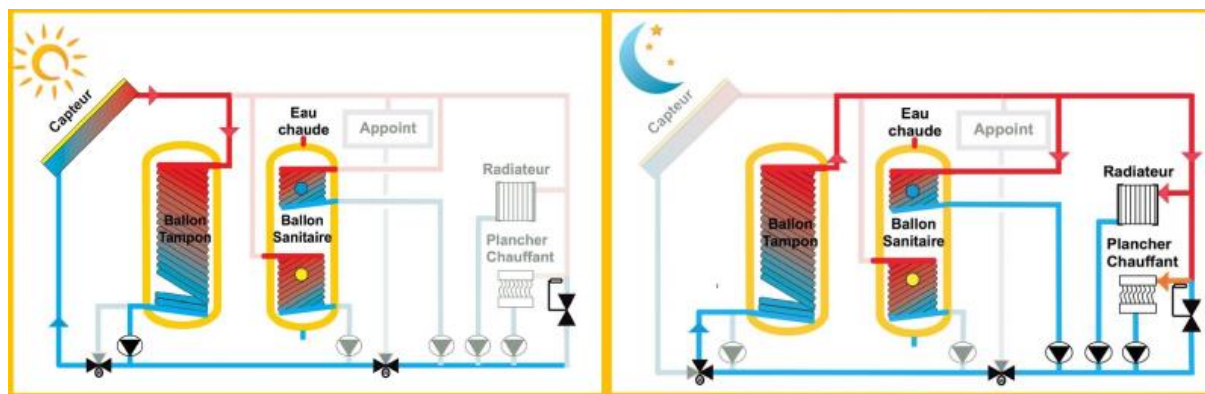 Capteur
Eau
chaude
Appoint
Radiateur
Ballon
Tampon
Ballon
Sanitaire
Plancher
Chauffant
Capteur
Eau
chaude
Appoint
Radiateur
Ballon
Tampon
Ballon
Sanitaire
Plancher
Chauffant